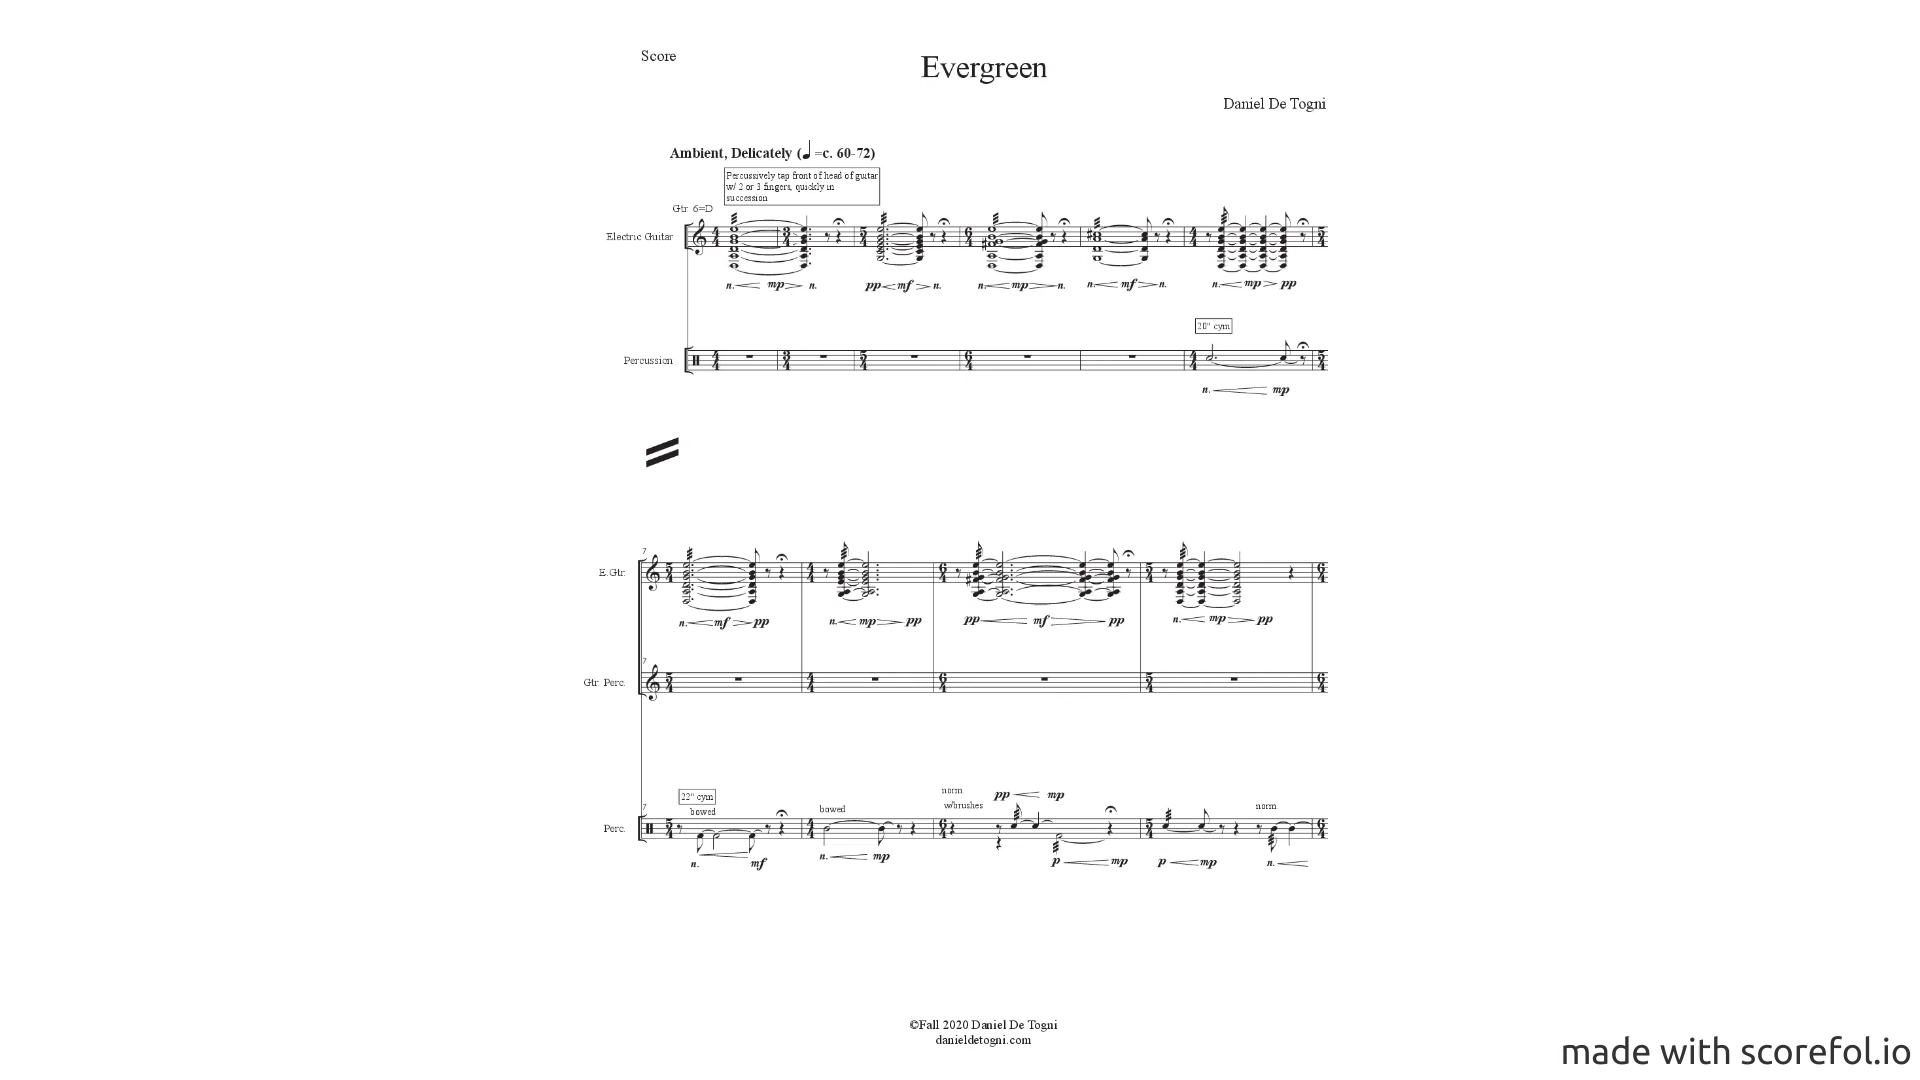 Score
Evergreen
Daniel De Togni
Ambient, Delicately (♩=c. 60-72)
Percussively tap front of head of guitar
w/ 2 or 3 fingers, quickly in
succession
Gtr. 6=D
Electric Guitar
n. mp n. pp mf n. n. mp n. n. mf n. n. mp pp
20" cym
Percussion
n. mp
7
E.Gtr.
n. mf pp n. mp pp pp mf pp n. mp pp
7
Gtr. Perc.
22" cym
bowed
bowed
norm.
w/brushes
pp mp
norm
7
Perc.
n. mf n. mp p mp p mp n.
©Fall 2020 Daniel De Togni
danieldetogni.com
made with scorefol.io